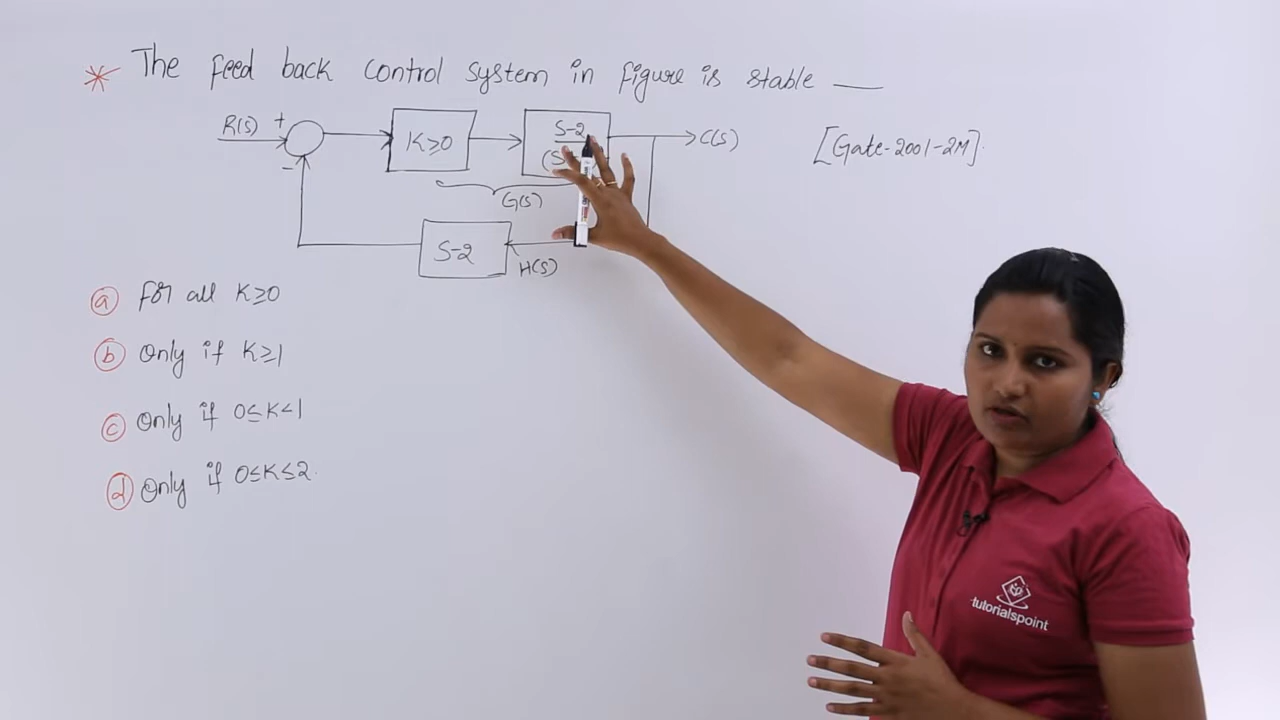 * The feed back control system in figure is stable ___
R(S) + K≥0 S-2 C(S) [Gate-2001-2M].
(S
- G(S)
S-2 H(S)
a for all K≥0
b Only if K≥1
c Only if 0≤K<1
d Only if 0≤K≤2.
tutorialspoint